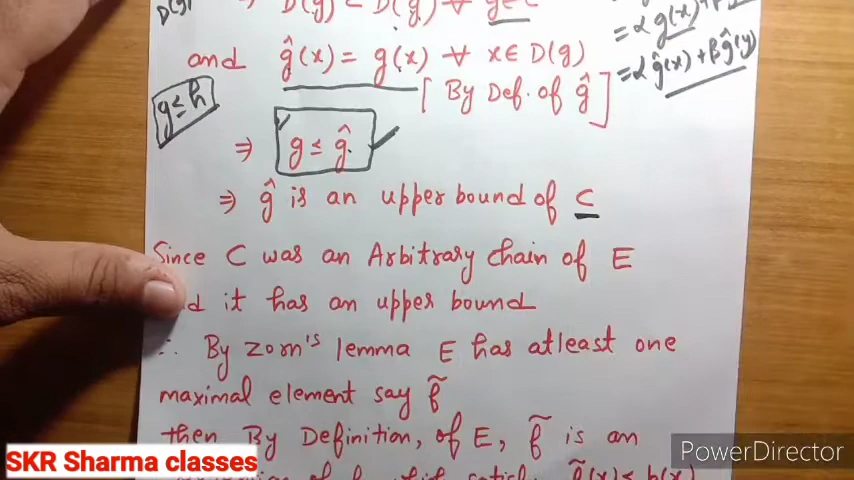 D(g) ⇒ D(g) ⊂ D(ĝ) ∀ g∈C
= α g(x) + β
and ĝ(x) = g(x) ∀ x∈ D(g)
= α ĝ(x) + β ĝ(y)
[By Def. of ĝ]
g ≤ h
⇒ g ≤ ĝ.
⇒ ĝ is an upper bound of C
Since C was an Arbitrary chain of E
it has an upper bound
∴ By zorn's lemma E has atleast one
maximal element say f̃
then By Definition, of E, f̃ is an
of which f̃(x) ≤ p(x)
SKR Sharma classes
PowerDirector